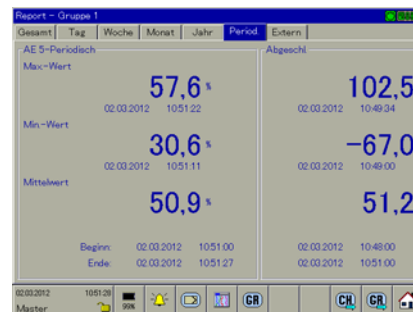 Report - Gruppe 1
Gesamt Tag Woche Monat Jahr Period. Extern
AE 5-Periodisch
Max-Wert
57,6 %
02.03.2012 10:51:22
Min-Wert
30,6 %
02.03.2012 10:51:11
Mittelwert
50,9 %
Beginn: 02.03.2012 10:51:00
Ende: 02.03.2012 10:51:27
Abgeschl
102,5
02.03.2012 10:49:34
-67,0
02.03.2012 10:49:00
51,2
02.03.2012 10:48:00
02.03.2012 10:51:00
02.03.2012 10:51:28
Master
99%
GR
CH
GR